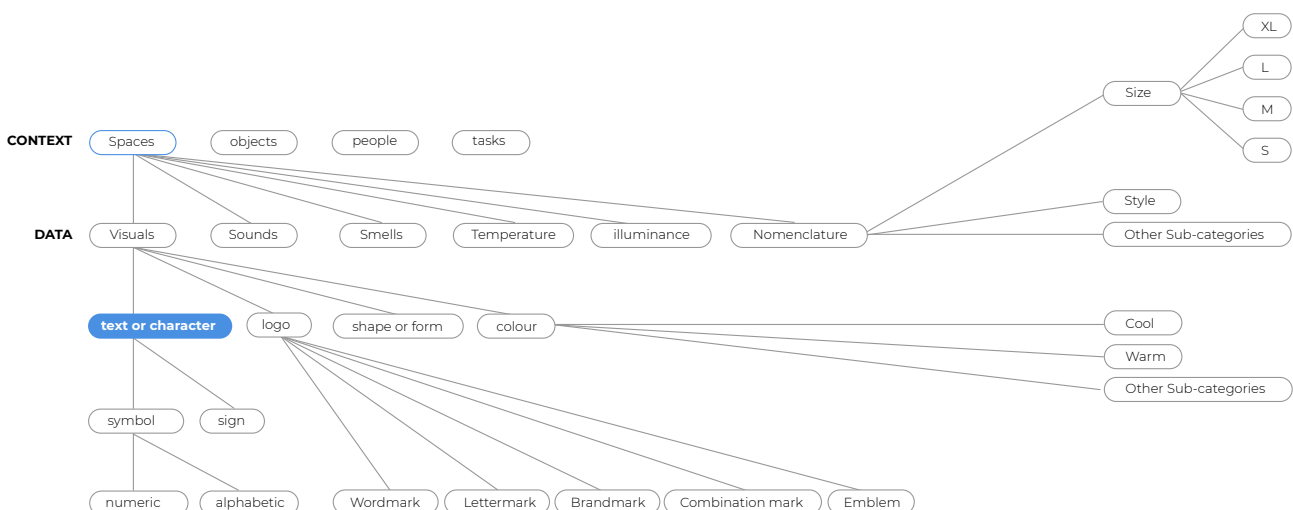 XL
L
Size
M
CONTEXT Spaces objects people tasks
S
Style
DATA Visuals Sounds Smells Temperature illuminance Nomenclature Other Sub-categories
text or character logo shape or form colour Cool
Warm
Other Sub-categories
symbol sign
numeric alphabetic Wordmark Lettermark Brandmark Combination mark Emblem